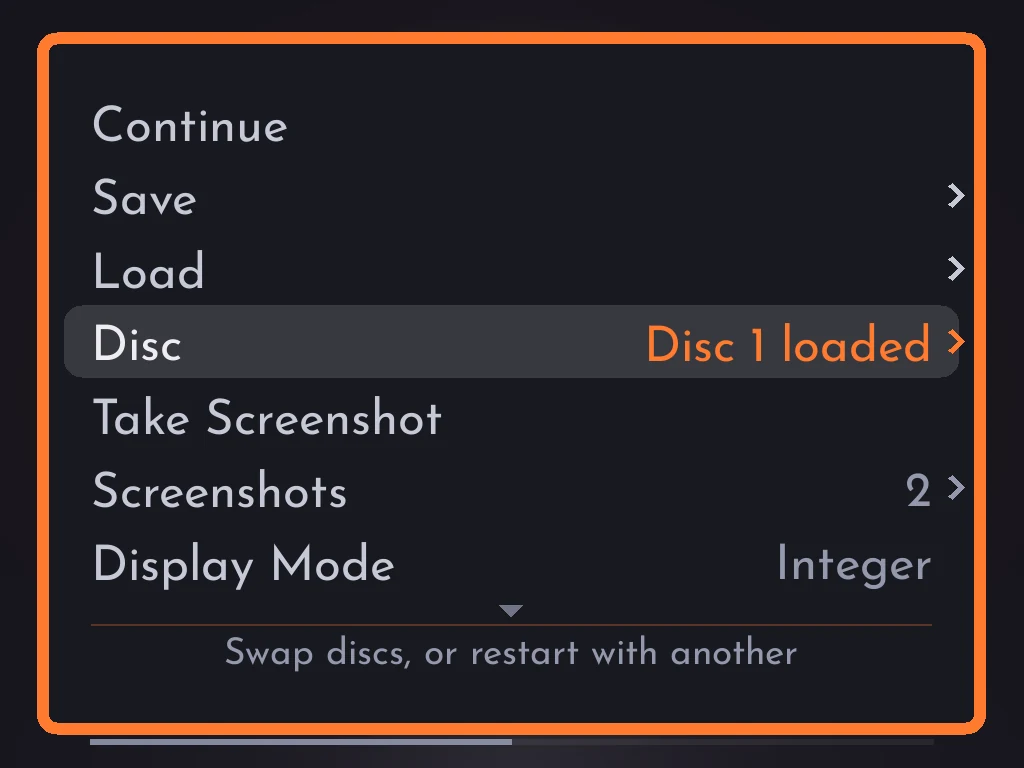 Continue
Save
Load
Disc Disc 1 loaded
Take Screenshot
Screenshots 2
Display Mode Integer
Swap discs, or restart with another